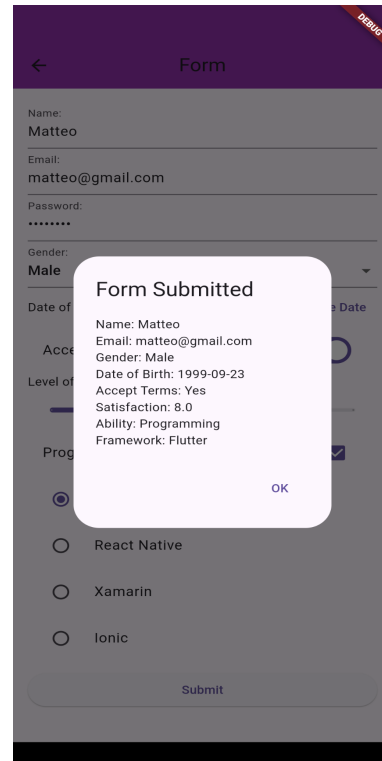 DEBUG
Form
Name:
Matteo
Email:
matteo@gmail.com
Password:
••••••••
Gender:
Male
Date of
e Date
Acce
Level of
Prog
Form Submitted
Name: Matteo
Email: matteo@gmail.com
Gender: Male
Date of Birth: 1999-09-23
Accept Terms: Yes
Satisfaction: 8.0
Ability: Programming
Framework: Flutter
OK
React Native
Xamarin
Ionic
Submit